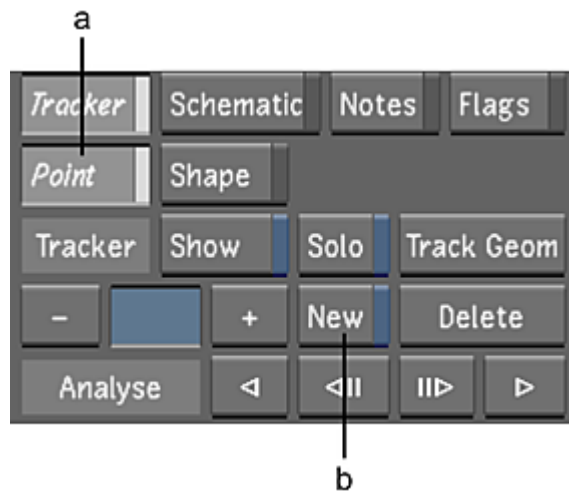 a
Tracker Schematic Notes Flags
Point Shape
Tracker Show Solo Track Geom
- + New Delete
Analyse
b